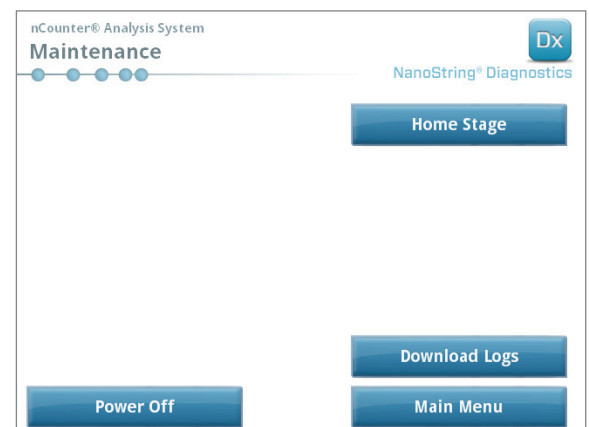 nCounter® Analysis System
Maintenance
Dx
NanoString® Diagnostics
Home Stage
Download Logs
Power Off
Main Menu